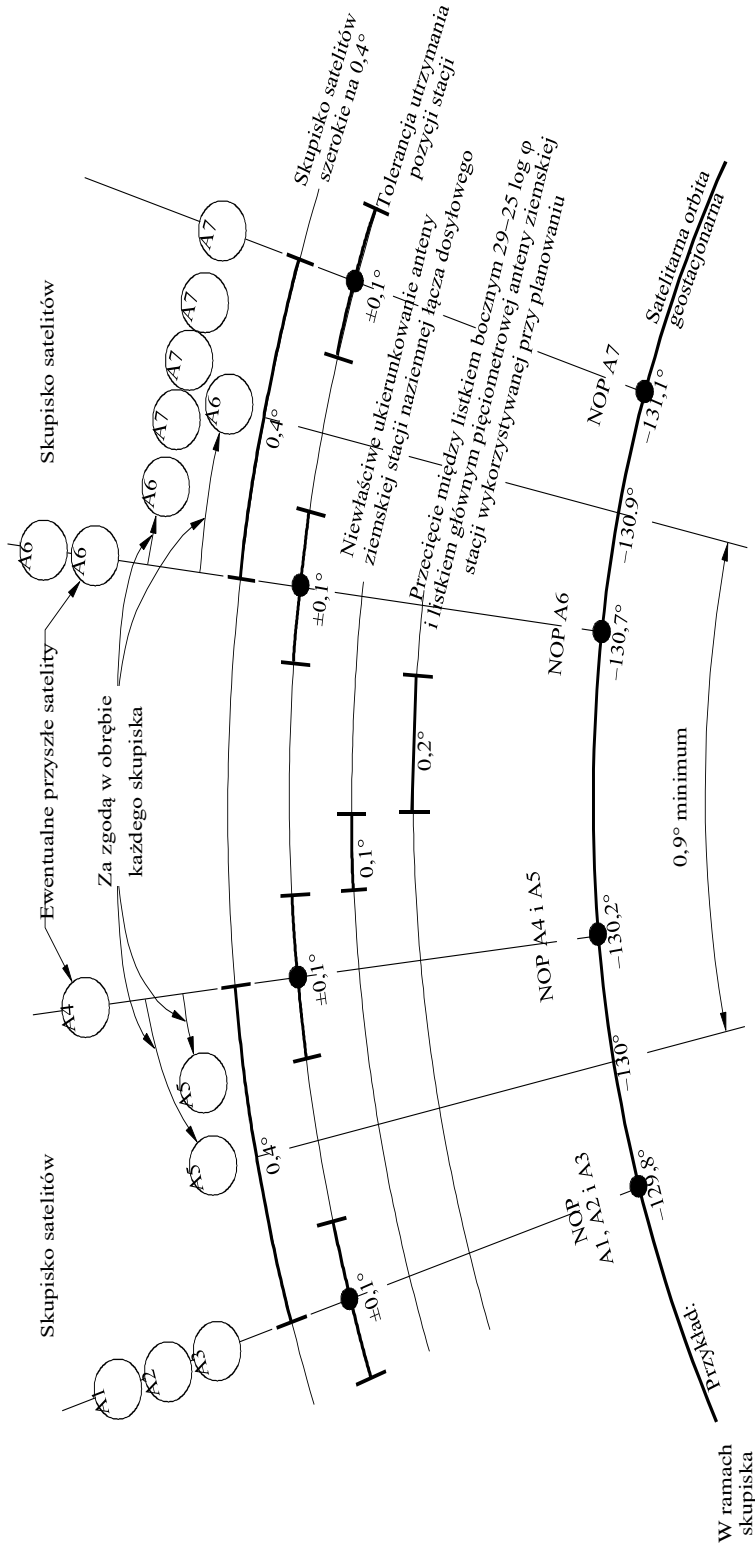 Skupisko satelitów
Skupisko satelitów
Ewentualne przyszłe satelity
Za zgodą w obrębie
każdego skupiska
A1
A2
A3
A5
A5
A4
A6
A6
A6
A6
A7
A7
A7
A7
Skupisko satelitów
szerokie na 0,4°
0,4°
0,4°
Tolerancja utrzymania
pozycji stacji
±0,1°
±0,1°
±0,1°
±0,1°
Niewłaściwe ukierunkowanie anteny
ziemskiej stacji naziemnej łącza dosyłowego
0,1°
Przecięcie między listkiem bocznym 29–25 log φ
i listkiem głównym pięciometrowej anteny ziemskiej
stacji wykorzystywanej przy planowaniu
0,2°
NOP
A1, A2 i A3
NOP A4 i A5
NOP A6
NOP A7
Satelitarna orbita
geostacjonarna
Przykład:
–129,8°
–130°
–130,2°
–130,7°
–130.9°
–131,1°
0,9° minimum
W ramach
skupiska